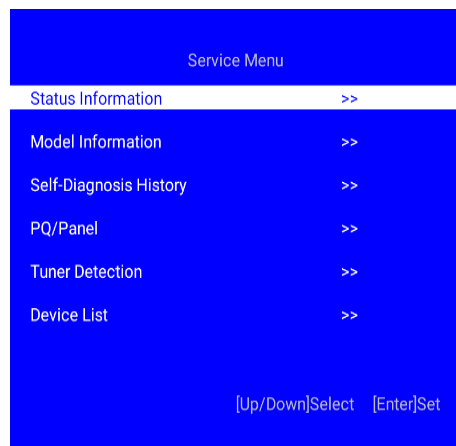 Service Menu
Status Information >>
Model Information >>
Self-Diagnosis History >>
PQ/Panel >>
Tuner Detection >>
Device List >>
[Up/Down]Select [Enter]Set